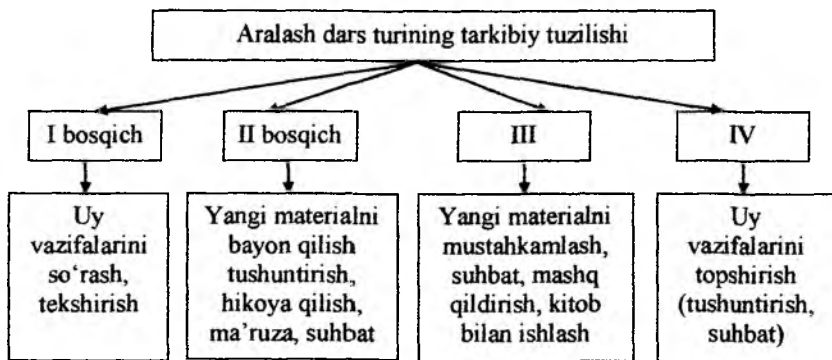 Aralash dars turining tarkibiy tuzilishi
I bosqich
II bosqich
III
IV
Uy
vazifalarini
so‘rash,
tekshirish
Yangi materialni
bayon qilish
tushuntirish,
hikoya qilish,
ma’ruza, suhbat
Yangi materialni
mustahkamlash,
suhbat, mashq
qildirish, kitob
bilan ishlash
Uy
vazifalarini
topshirish
(tushuntirish,
suhbat)